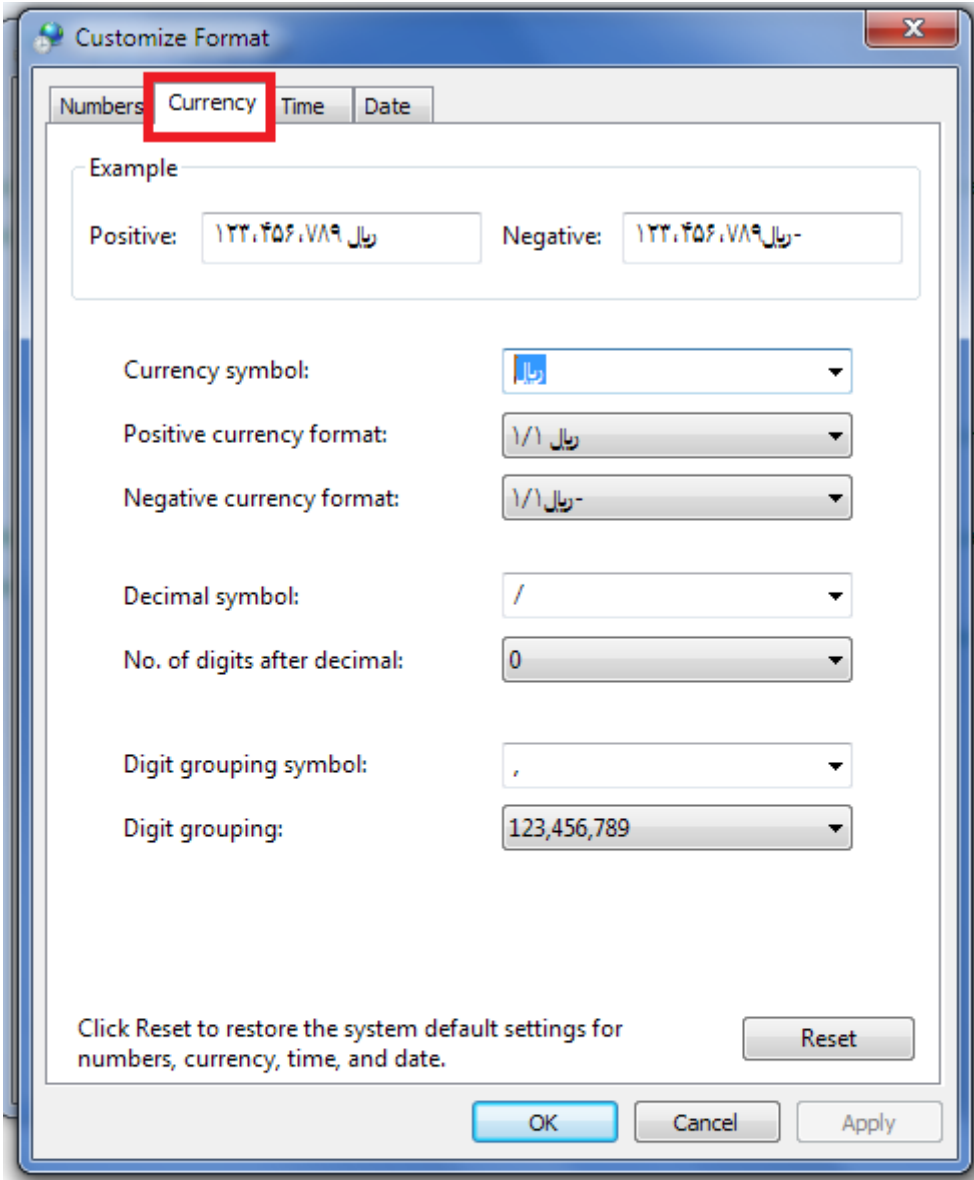 Customize Format
Numbers Currency Time Date
Example
Positive: ریال ۱۲۳،۴۵۶،۷۸۹ Negative: ۱۲۳،۴۵۶،۷۸۹ریال-
Currency symbol: ریال
Positive currency format: ریال ۱/۱
Negative currency format: ۱/۱ریال-
Decimal symbol: /
No. of digits after decimal: 0
Digit grouping symbol: ,
Digit grouping: 123,456,789
Click Reset to restore the system default settings for
numbers, currency, time, and date.
Reset
OK Cancel Apply